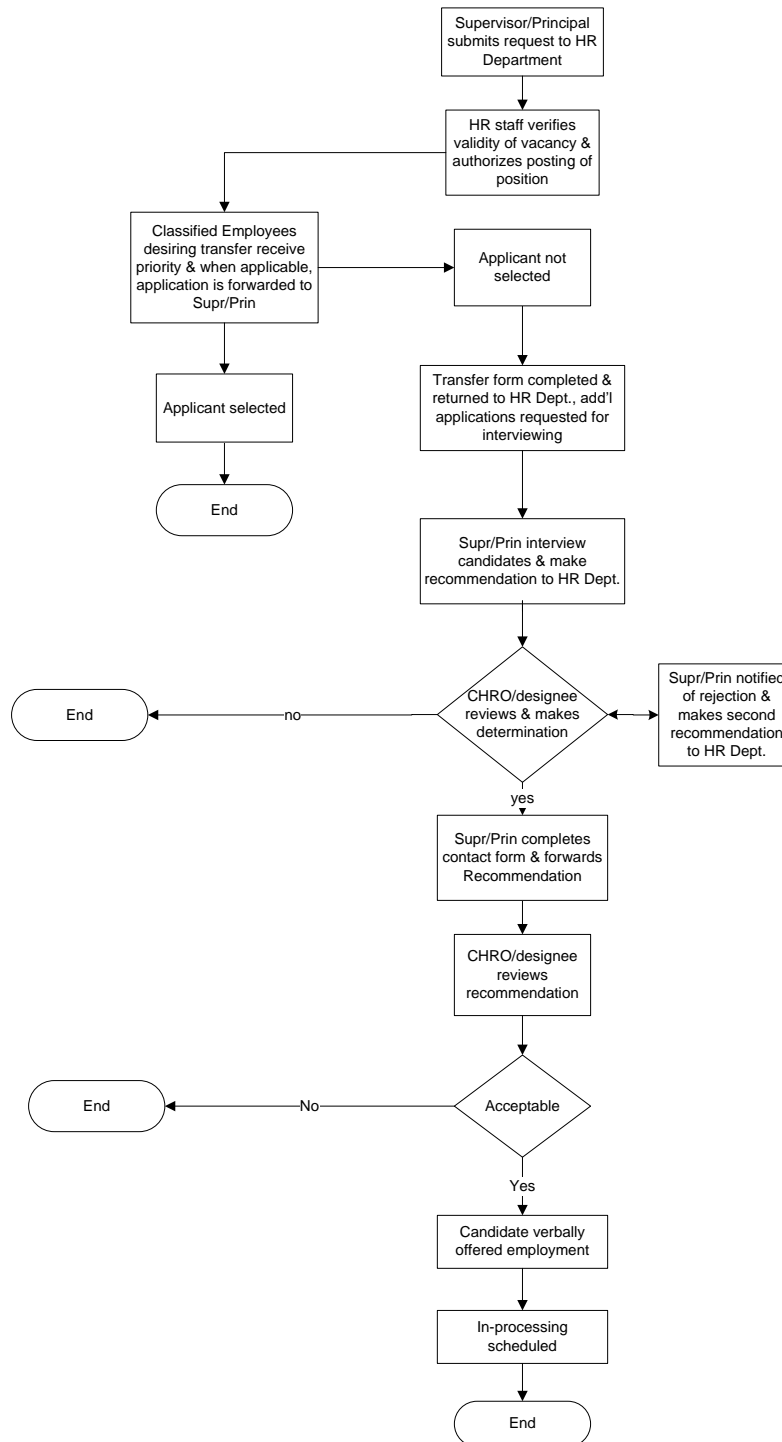 Supervisor/Principal
submits request to HR
Department
HR staff verifies
validity of vacancy &
authorizes posting of
position
Classified Employees
desiring transfer receive
priority & when applicable,
application is forwarded to
Supr/Prin
Applicant not
selected
Applicant selected
Transfer form completed &
returned to HR Dept., add'l
applications requested for
interviewing
End
Supr/Prin interview
candidates & make
recommendation to HR Dept.
End
no
CHRO/designee
reviews & makes
determination
Supr/Prin notified
of rejection &
makes second
recommendation
to HR Dept.
yes
Supr/Prin completes
contact form & forwards
Recommendation
CHRO/designee
reviews
recommendation
End
No
Acceptable
Yes
Candidate verbally
offered employment
In-processing
scheduled
End